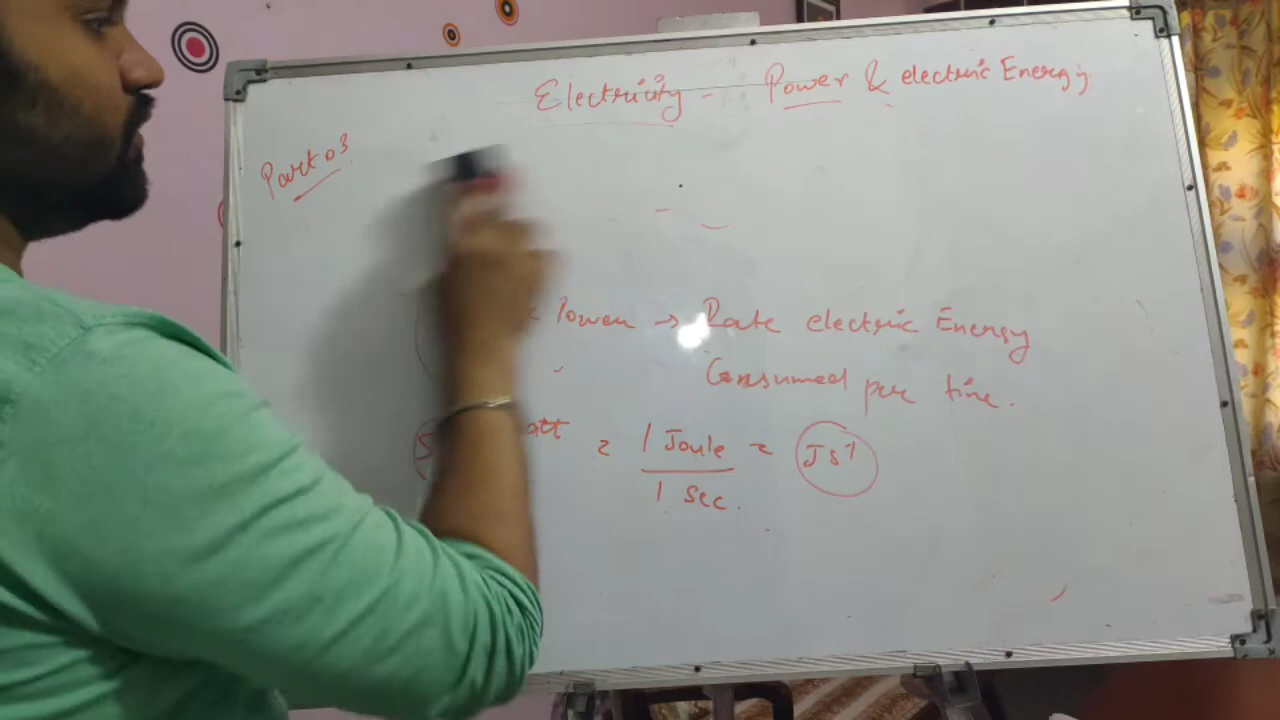 Electricity - Power & electric Energy
Part 03
Power → Rate electric Energy
Consumed per time.
att = 1 Joule = Js⁻¹
1 sec.